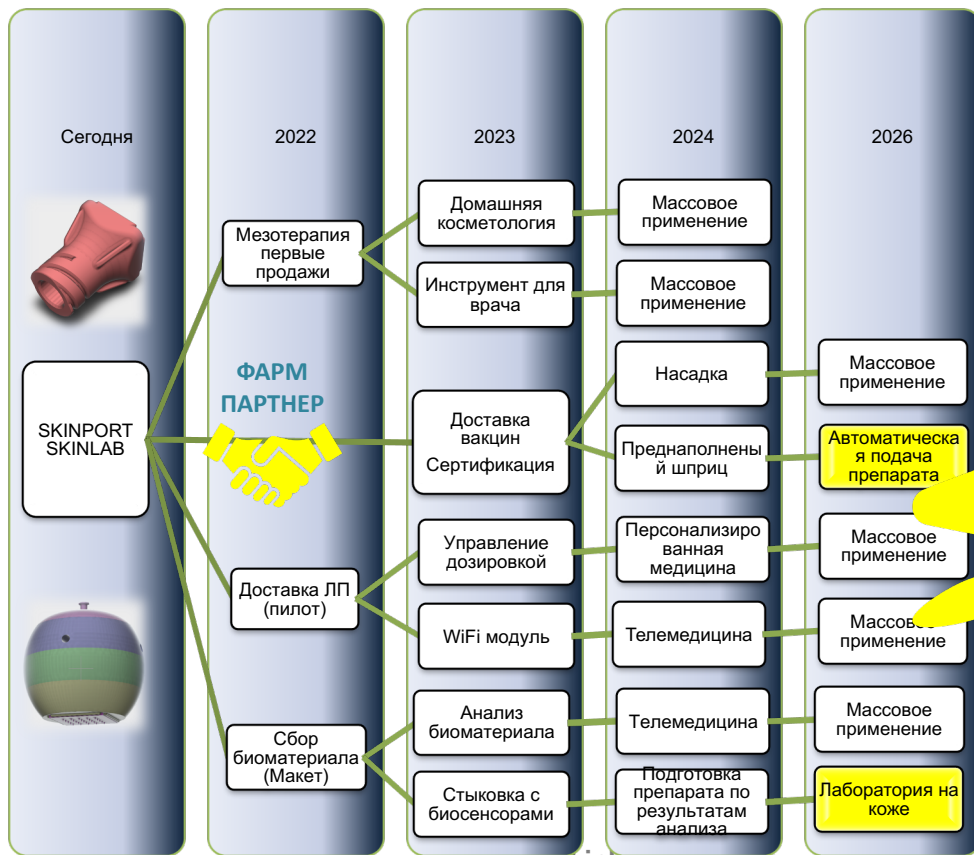 Сегодня
2022
2023
2024
2026
Мезотерапия
первые
продажи
Домашняя
косметология
Массовое
применение
Инструмент для
врача
Массовое
применение
SKINPORT
SKINLAB
ФАРМ
ПАРТНЕР
Доставка
вакцин
Сертификация
Насадка
Массовое
применение
Преднаполнены
й шприц
Автоматическа
я подача
препарата
Доставка ЛП
(пилот)
Управление
дозировкой
Персонализиро
ванная
медицина
Массовое
применение
WiFi модуль
Телемедицина
Массовое
применение
Сбор
биоматериала
(Макет)
Анализ
биоматериала
Телемедицина
Массовое
применение
Стыковка с
биосенсорами
Подготовка
препарата по
результатам
анализа
Лаборатория на
коже